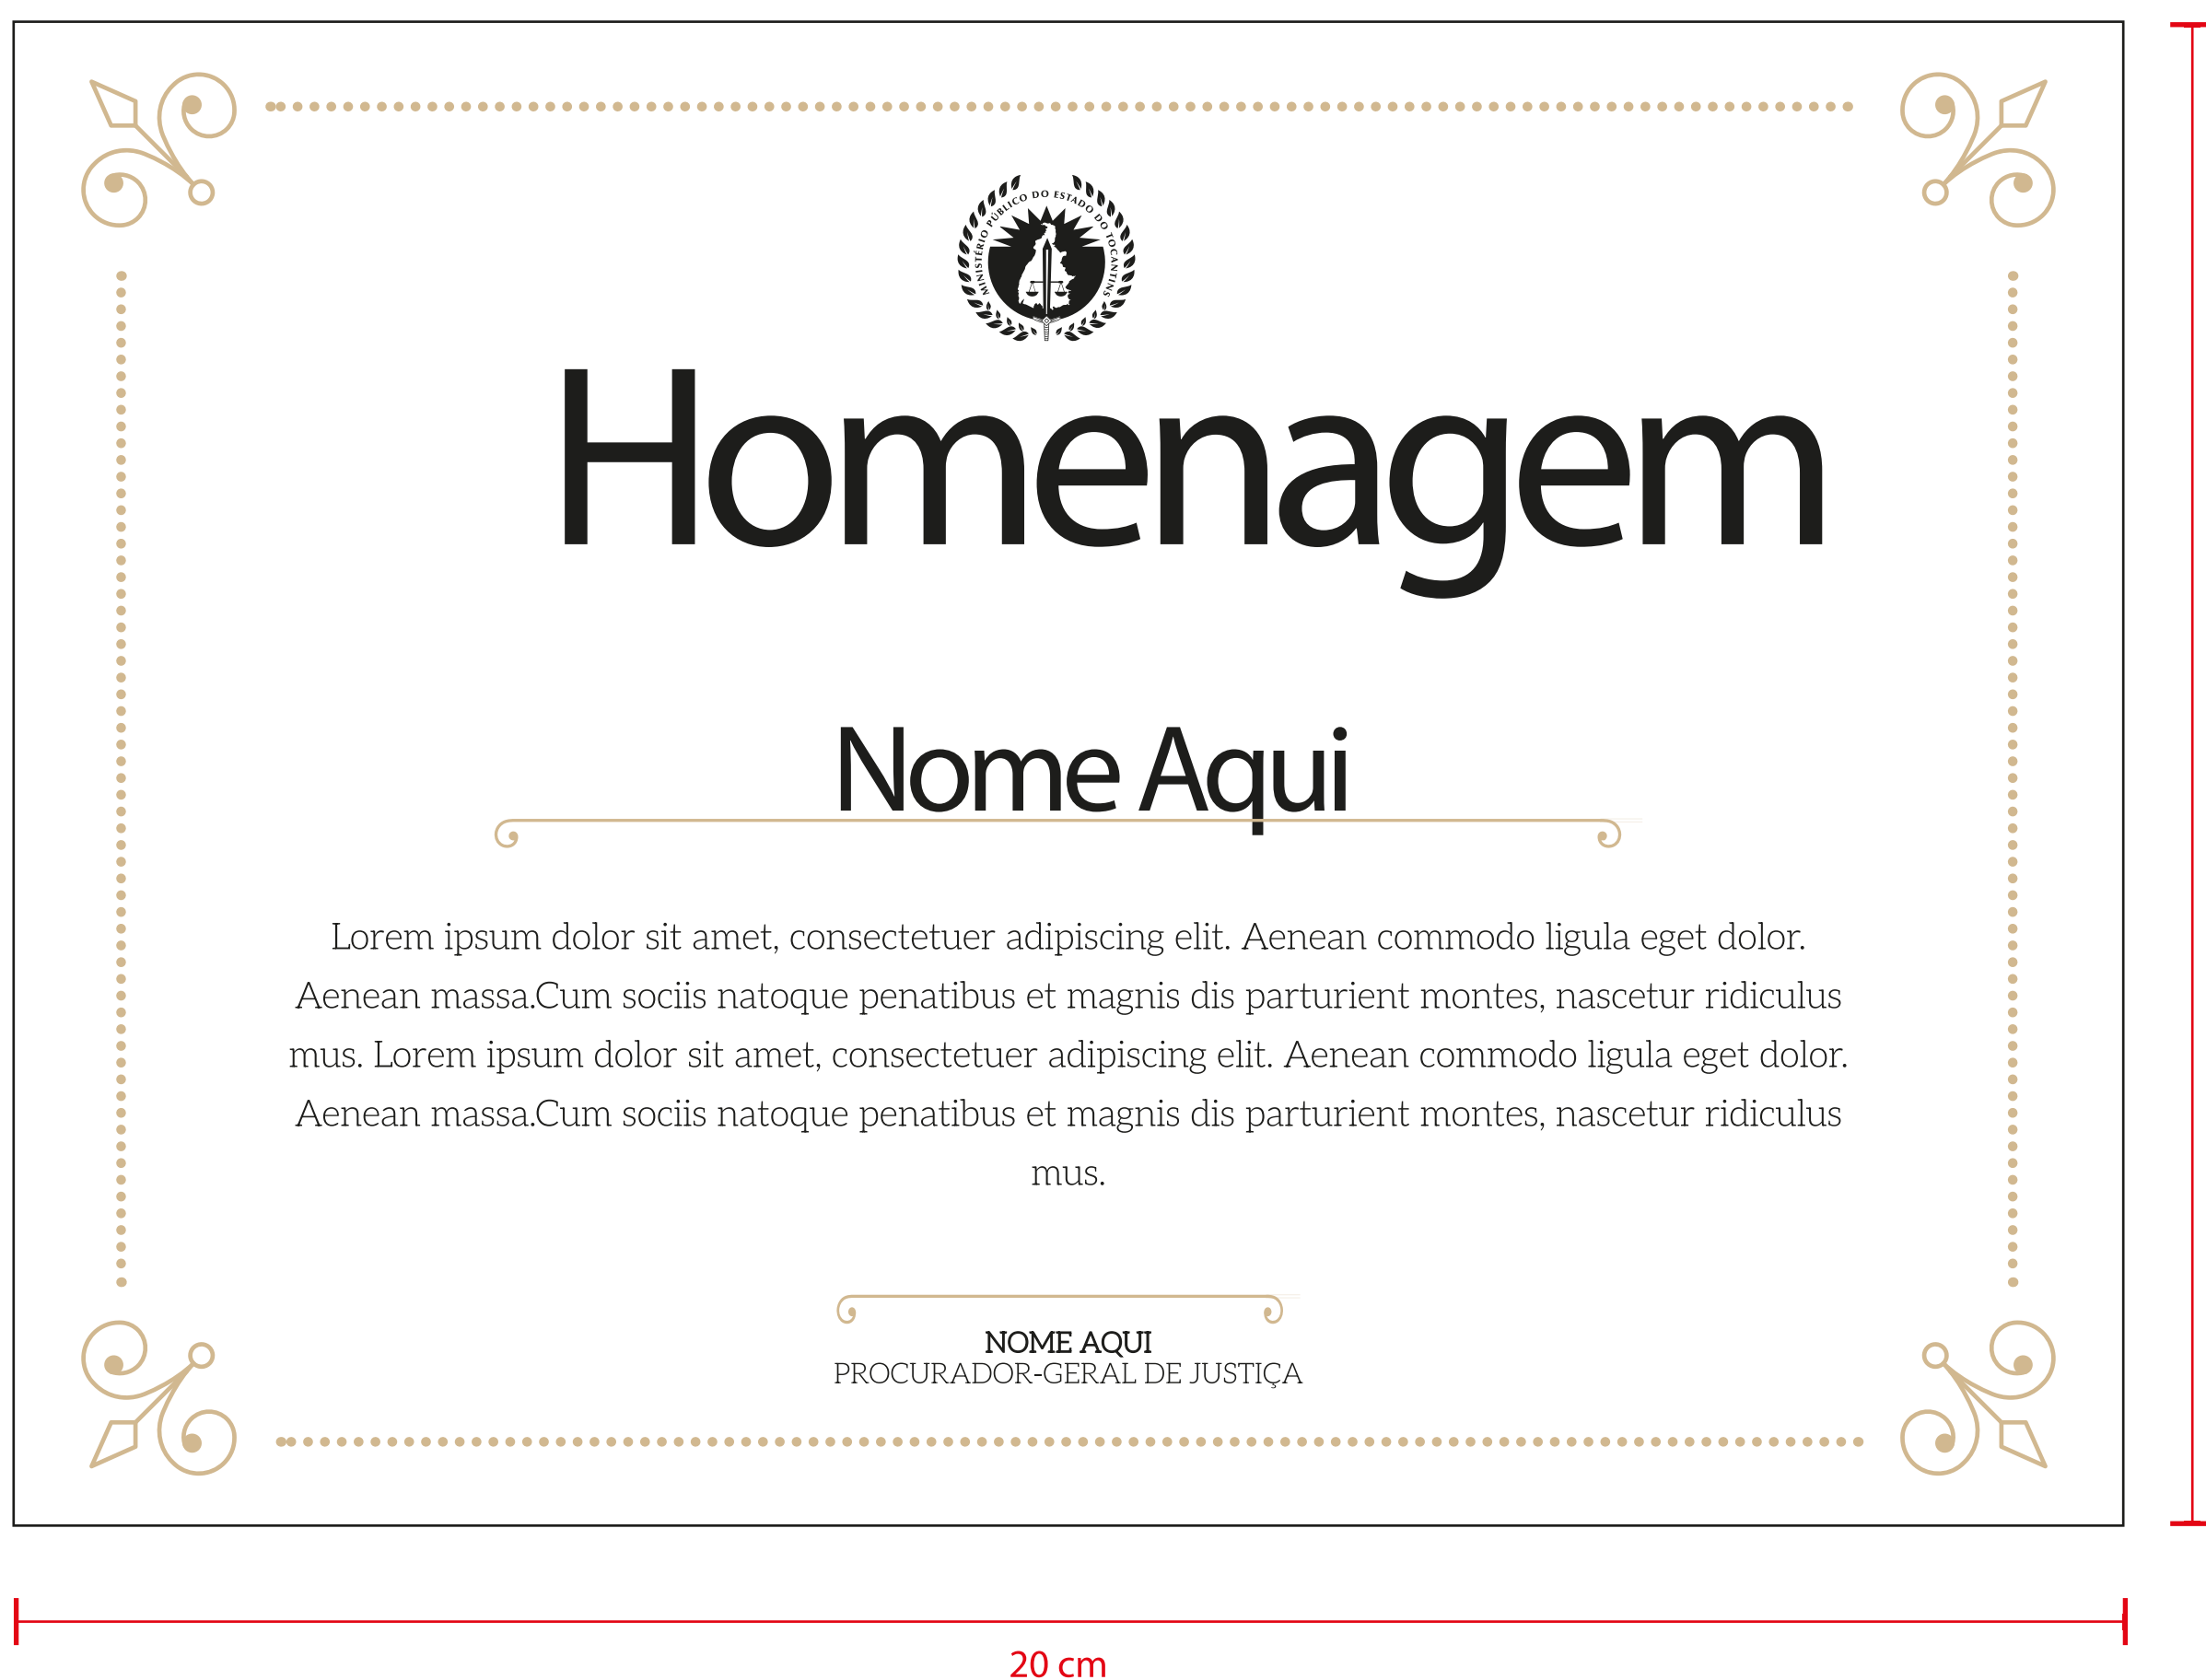 MINISTÉRIO PÚBLICO DO ESTADO DO TOCANTINS
Homenagem
Nome Aqui
Lorem ipsum dolor sit amet, consectetuer adipiscing elit. Aenean commodo ligula eget dolor.
Aenean massa.Cum sociis natoque penatibus et magnis dis parturient montes, nascetur ridiculus
mus. Lorem ipsum dolor sit amet, consectetuer adipiscing elit. Aenean commodo ligula eget dolor.
Aenean massa.Cum sociis natoque penatibus et magnis dis parturient montes, nascetur ridiculus
mus.
NOME AQUI
PROCURADOR-GERAL DE JUSTIÇA
20 cm